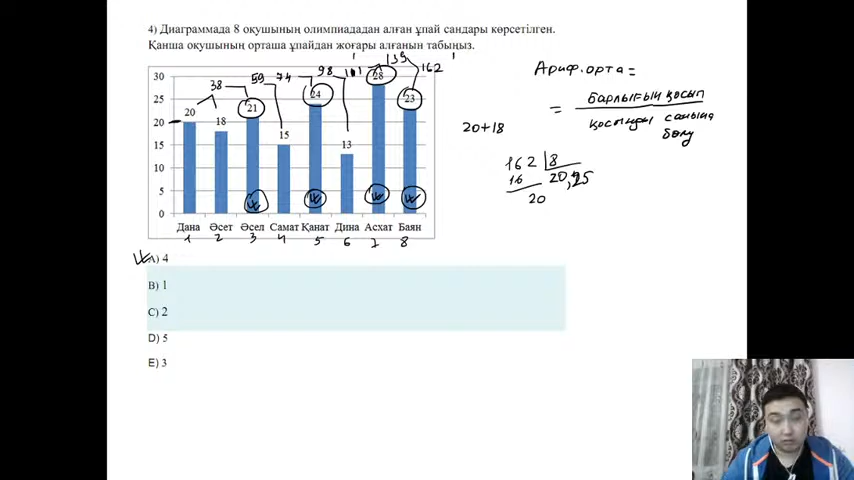 4) Диаграммада 8 оқушының олимпиададан алған ұпай сандары көрсетілген.
Қанша оқушының орташа ұпайдан жоғары алғанын табыңыз.
38 59 74 98 111 139 162
30
25
20
15
10
5
0
20 18 21 15 24 13 28 23
Дана Әсет Әсел Самат Қанат Дина Асхат Баян
1 2 3 4 5 6 7 8
Ариф.орта =
= барлығын қосып
қосынды санына
бөлу
20+18
162 8
16 20,25
20
A) 4
B) 1
C) 2
D) 5
E) 3